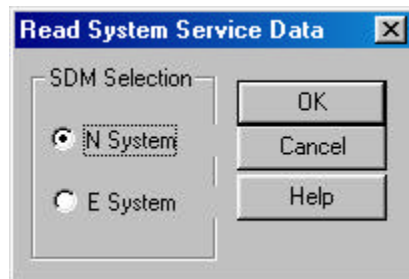 Read System Service Data
SDM Selection
N System
E System
OK
Cancel
Help